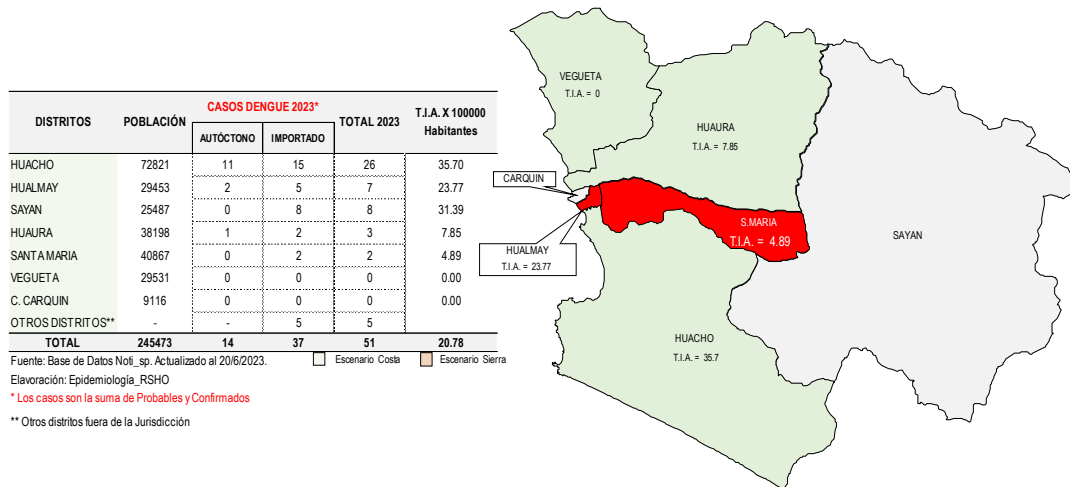 CASOS DENGUE 2023*
DISTRITOS POBLACIÓN AUTÓCTONO IMPORTADO TOTAL 2023 T.I.A. X 100000 Habitantes
HUACHO 72821 11 15 26 35.70
HUALMAY 29453 2 5 7 23.77
SAYAN 25487 0 8 8 31.39
HUAURA 38198 1 2 3 7.85
SANTA MARIA 40867 0 2 2 4.89
VEGUETA 29531 0 0 0 0.00
C. CARQUIN 9116 0 0 0 0.00
OTROS DISTRITOS** - - 5 5
TOTAL 245473 14 37 51 20.78
Fuente: Base de Datos Noti_sp. Actualizado al 20/6/2023.
Escenario Costa
Escenario Sierra
Elavoración: Epidemiología_RSHO
* Los casos son la suma de Probables y Confirmados
** Otros distritos fuera de la Jurisdicción
VEGUETA
T.I.A. = 0
HUAURA
T.I.A. = 7.85
CARQUIN
S.MARIA
T.I.A. = 4.89
SAYAN
HUALMAY
T.I.A. = 23.77
HUACHO
T.I.A. = 35.7